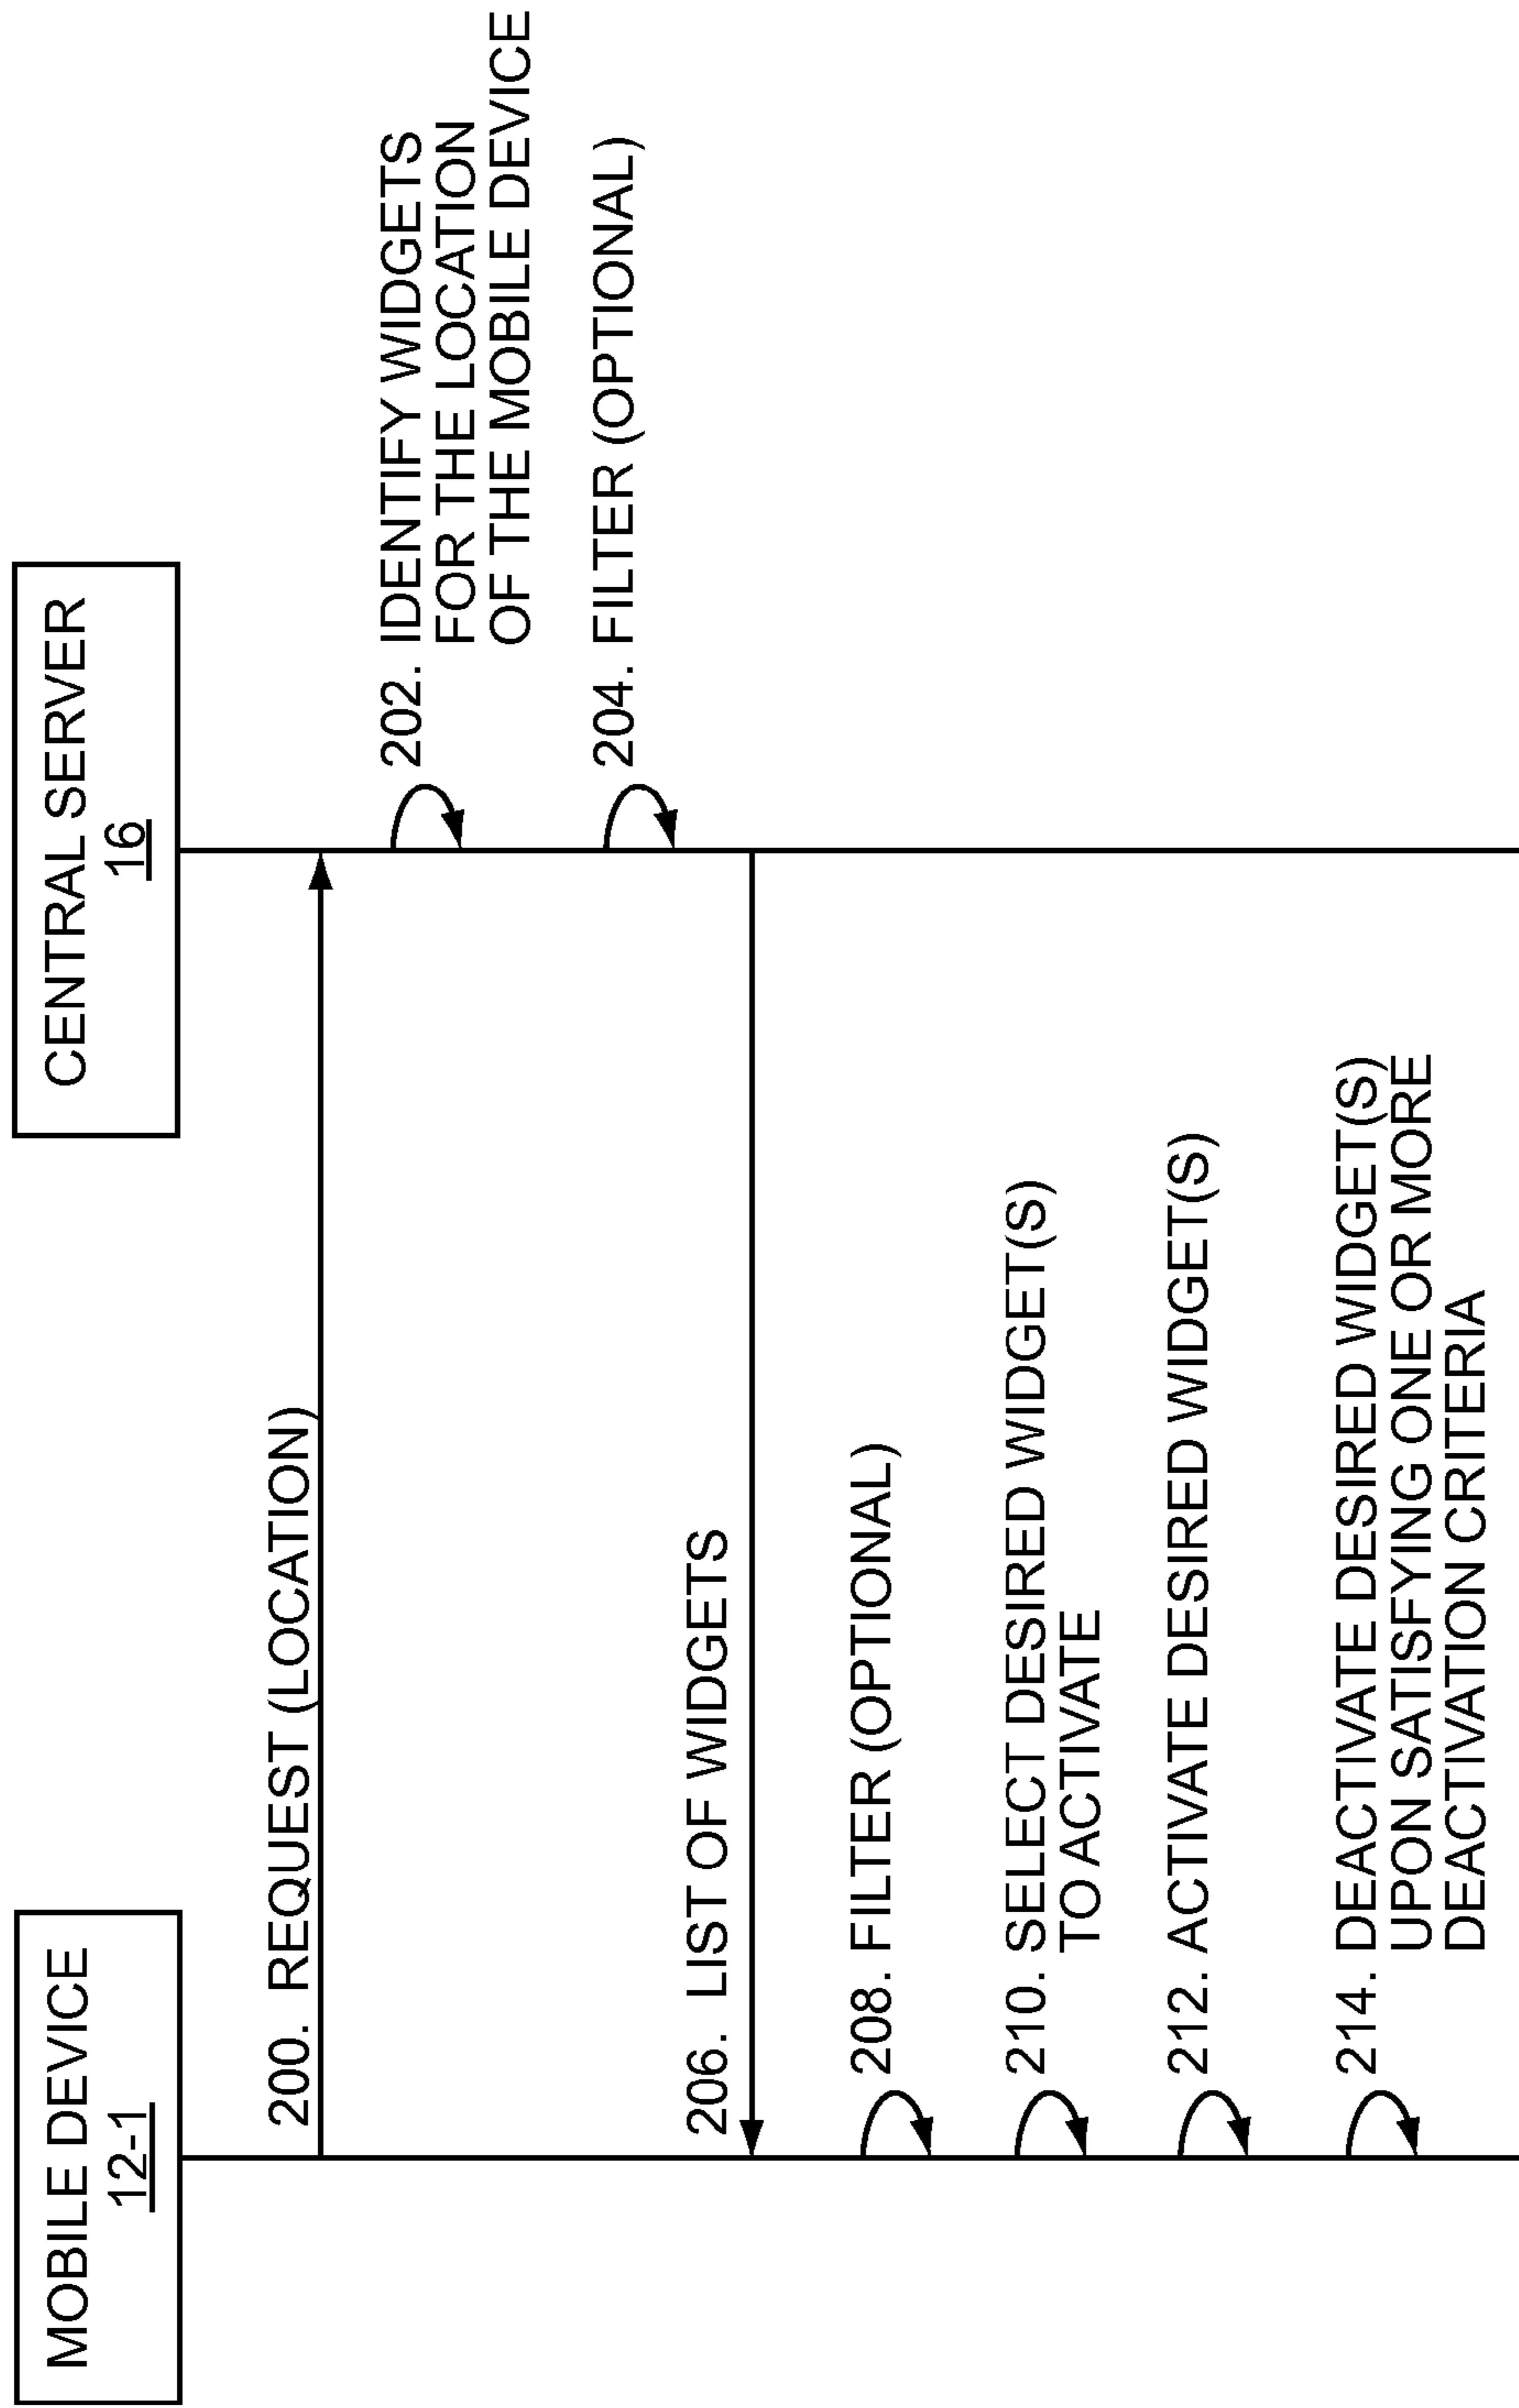 MOBILE DEVICE
12-1
CENTRAL SERVER
16
200. REQUEST (LOCATION)
202. IDENTIFY WIDGETS
FOR THE LOCATION
OF THE MOBILE DEVICE
204. FILTER (OPTIONAL)
206. LIST OF WIDGETS
208. FILTER (OPTIONAL)
210. SELECT DESIRED WIDGET(S)
TO ACTIVATE
212. ACTIVATE DESIRED WIDGET(S)
214. DEACTIVATE DESIRED WIDGET(S)
UPON SATISFYING ONE OR MORE
DEACTIVATION CRITERIA